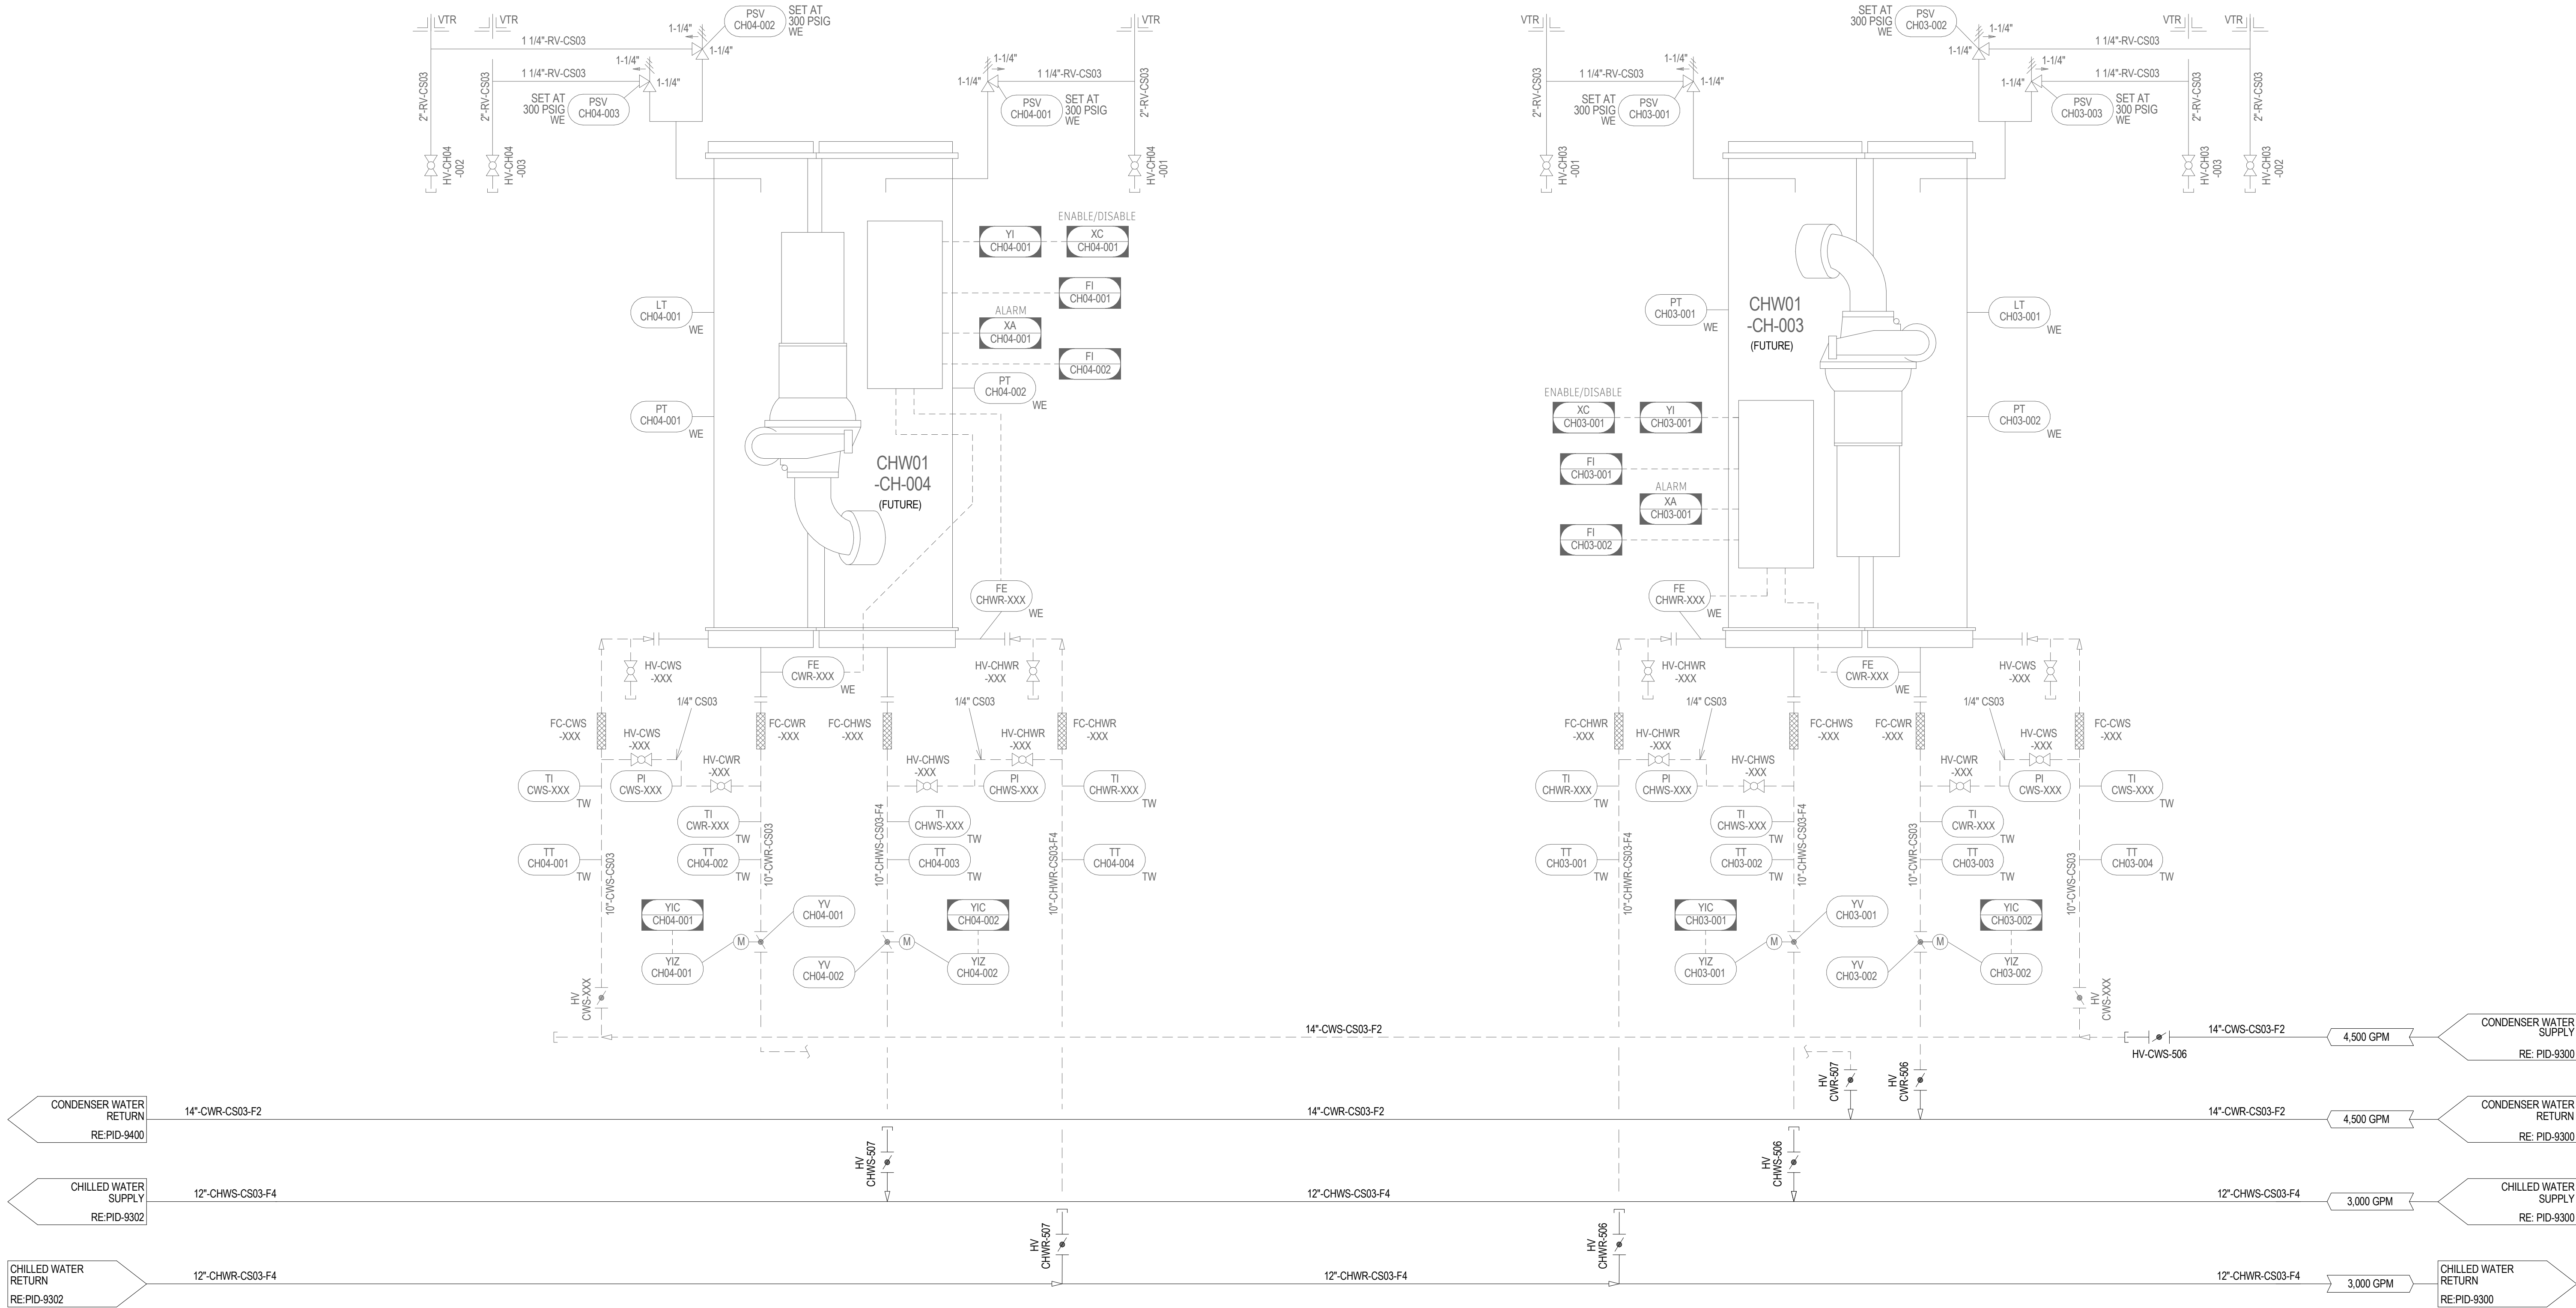 VTR
VTR
1 1/4"-RV-CS03
1-1/4"
1-1/4"
PSV
CH04-002
SET AT
300 PSIG
WE
2"-RV-CS03
2"-RV-CS03
1 1/4"-RV-CS03
1-1/4"
1-1/4"
SET AT
300 PSIG
WE
PSV
CH04-003
HV-CH04
-002
HV-CH04
-003
VTR
1-1/4"
1-1/4"
1 1/4"-RV-CS03
PSV
CH04-001
SET AT
300 PSIG
WE
2"-RV-CS03
HV-CH04
-001
VTR
1 1/4"-RV-CS03
1-1/4"
1-1/4"
SET AT
300 PSIG
WE
PSV
CH03-001
2"-RV-CS03
HV-CH03
-001
SET AT
300 PSIG
WE
PSV
CH03-002
1-1/4"
1-1/4"
1 1/4"-RV-CS03
VTR
VTR
1-1/4"
1-1/4"
1 1/4"-RV-CS03
PSV
CH03-003
SET AT
300 PSIG
WE
2"-RV-CS03
2"-RV-CS03
HV-CH03
-003
HV-CH03
-002
ENABLE/DISABLE
YI
CH04-001
XC
CH04-001
FI
CH04-001
ALARM
XA
CH04-001
FI
CH04-002
PT
CH04-002
WE
LT
CH04-001
WE
PT
CH04-001
WE
CHW01
-CH-004
(FUTURE)
FE
CHWR-XXX
WE
PT
CH03-001
WE
CHW01
-CH-003
(FUTURE)
LT
CH03-001
WE
ENABLE/DISABLE
XC
CH03-001
YI
CH03-001
PT
CH03-002
WE
FI
CH03-001
ALARM
XA
CH03-001
FI
CH03-002
FE
CHWR-XXX
WE
HV-CWS
-XXX
FE
CWR-XXX
WE
HV-CHWR
-XXX
1/4" CS03
1/4" CS03
FC-CWS
-XXX
HV-CWS
-XXX
HV-CWR
-XXX
FC-CWR
-XXX
FC-CHWS
-XXX
HV-CHWS
-XXX
HV-CHWR
-XXX
FC-CHWR
-XXX
TI
CWS-XXX
TW
PI
CWS-XXX
PI
CHWS-XXX
TI
CHWR-XXX
TW
TI
CWR-XXX
TW
TI
CHWS-XXX
TW
TT
CH04-001
TW
TT
CH04-002
TW
TT
CH04-003
TW
TT
CH04-004
TW
10"-CWS-CS03
10"-CWR-CS03
10"-CHWS-CS03-F4
10"-CHWR-CS03-F4
YIC
CH04-001
YV
CH04-001
YIC
CH04-002
M
M
YIZ
CH04-001
YV
CH04-002
YIZ
CH04-002
HV
CWS-XXX
HV-CHWR
-XXX
FE
CWR-XXX
WE
HV-CWS
-XXX
1/4" CS03
1/4" CS03
FC-CHWR
-XXX
HV-CHWR
-XXX
HV-CHWS
-XXX
FC-CHWS
-XXX
FC-CWR
-XXX
HV-CWR
-XXX
HV-CWS
-XXX
FC-CWS
-XXX
TI
CHWR-XXX
TW
PI
CHWS-XXX
PI
CWS-XXX
TI
CWS-XXX
TW
TI
CHWS-XXX
TW
TI
CWR-XXX
TW
TT
CH03-001
TW
TT
CH03-002
TW
TT
CH03-003
TW
TT
CH03-004
TW
10"-CHWR-CS03-F4
10"-CHWS-CS03-F4
10"-CWR-CS03
10"-CWS-CS03
YIC
CH03-001
YV
CH03-001
YIC
CH03-002
M
M
YIZ
CH03-001
YV
CH03-002
YIZ
CH03-002
HV
CWS-XXX
14"-CWS-CS03-F2
HV-CWS-506
14"-CWS-CS03-F2
4,500 GPM
CONDENSER WATER
SUPPLY
RE: PID-9300
HV
CWR-507
HV
CWR-506
CONDENSER WATER
RETURN
RE:PID-9400
14"-CWR-CS03-F2
14"-CWR-CS03-F2
14"-CWR-CS03-F2
4,500 GPM
CONDENSER WATER
RETURN
RE: PID-9300
HV
CHWS-507
HV
CHWS-506
CHILLED WATER
SUPPLY
RE:PID-9302
12"-CHWS-CS03-F4
12"-CHWS-CS03-F4
12"-CHWS-CS03-F4
3,000 GPM
CHILLED WATER
SUPPLY
RE: PID-9300
HV
CHWR-507
HV
CHWR-506
CHILLED WATER
RETURN
RE:PID-9302
12"-CHWR-CS03-F4
12"-CHWR-CS03-F4
12"-CHWR-CS03-F4
3,000 GPM
CHILLED WATER
RETURN
RE:PID-9300